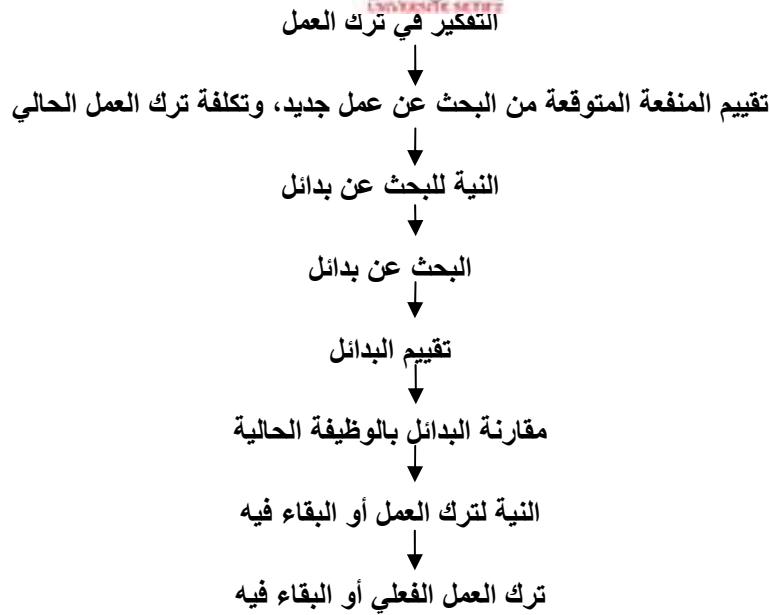 UNIVERSITE SETIF2
التفكير في ترك العمل
تقييم المنفعة المتوقعة من البحث عن عمل جديد، وتكلفة ترك العمل الحالي
النية للبحث عن بدائل
البحث عن بدائل
تقييم البدائل
مقارنة البدائل بالوظيفة الحالية
النية لترك العمل أو البقاء فيه
ترك العمل الفعلي أو البقاء فيه